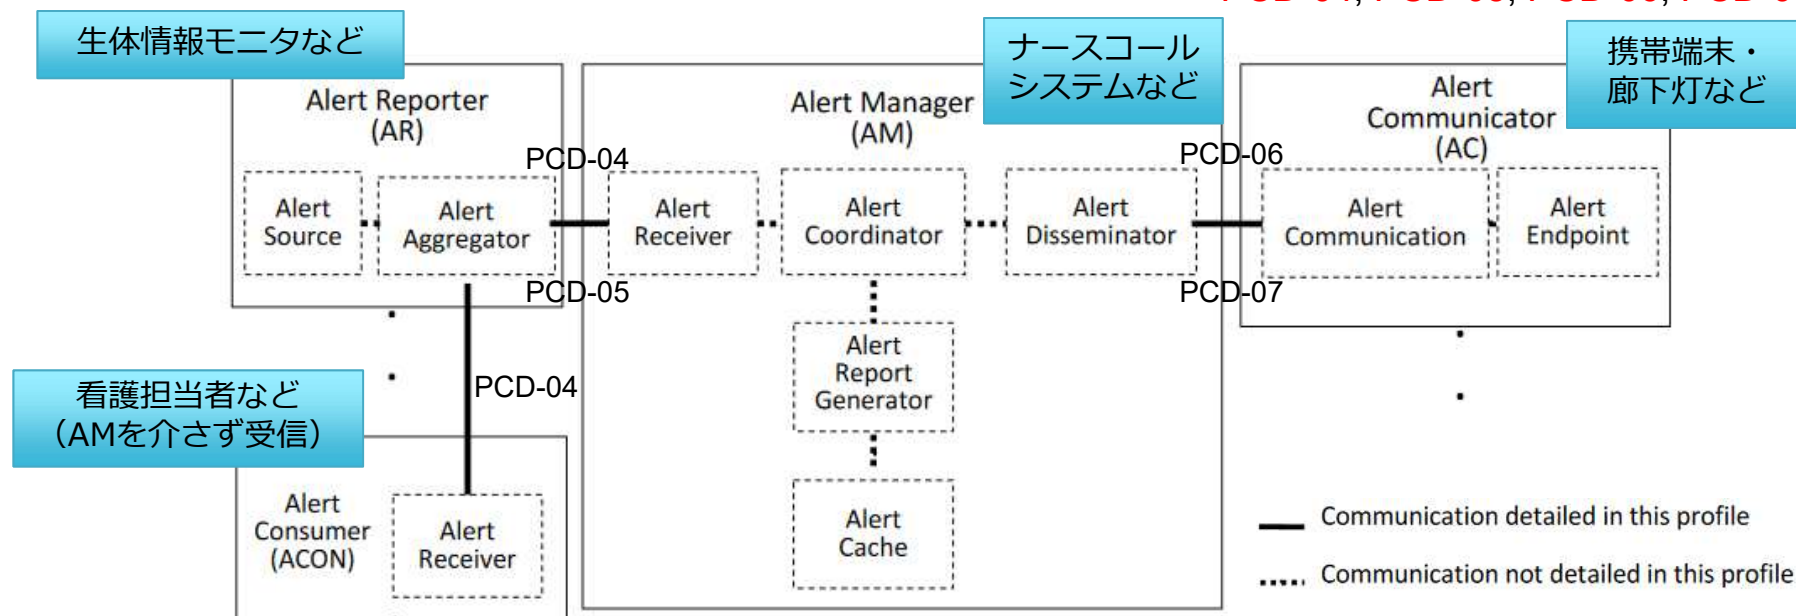 生体情報モニタなど
ナースコール
システムなど
携帯端末・
廊下灯など
Alert Reporter
(AR)
Alert Manager
(AM)
Alert
Communicator
(AC)
PCD-04
PCD-06
Alert
Source
Alert
Aggregator
Alert
Receiver
Alert
Coordinator
Alert
Disseminator
Alert
Communication
Alert
Endpoint
PCD-05
PCD-07
Alert
Report
Generator
看護担当者など
(AMを介さず受信)
PCD-04
Alert
Consumer
(ACON)
Alert
Receiver
Alert
Cache
Communication detailed in this profile
Communication not detailed in this profile